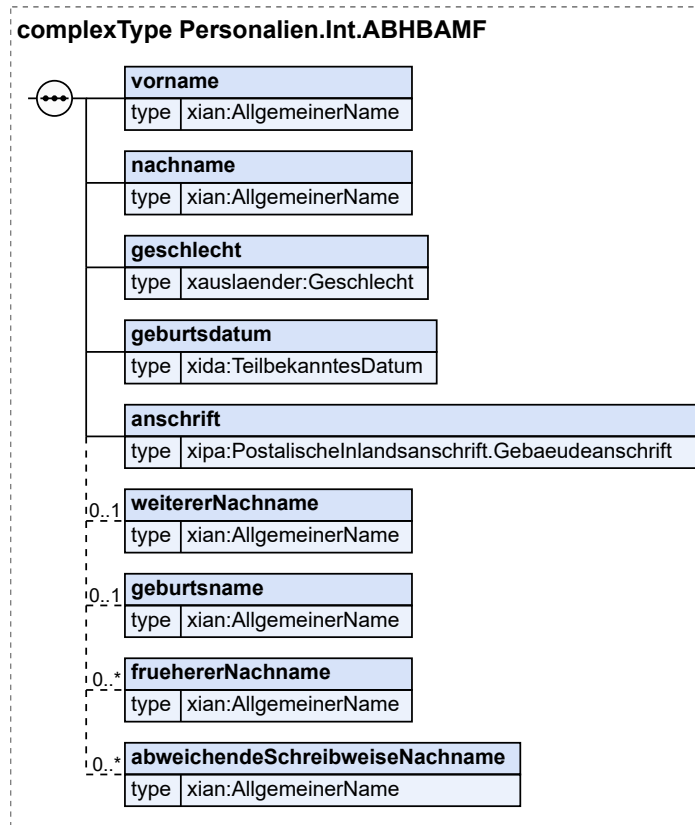 complexType Personalien.Int.ABHBAMF
vorname
type xian:AllgemeinerName
nachname
type xian:AllgemeinerName
geschlecht
type xauslaender:Geschlecht
geburtsdatum
type xida:TeilbekanntesDatum
anschrift
type xipa:PostalischeInlandsanschrift.Gebaeudeanschrift
0..1 weitererNachname
type xian:AllgemeinerName
0..1 geburtsname
type xian:AllgemeinerName
0..* fruehererNachname
type xian:AllgemeinerName
0..* abweichendeSchreibweiseNachname
type xian:AllgemeinerName